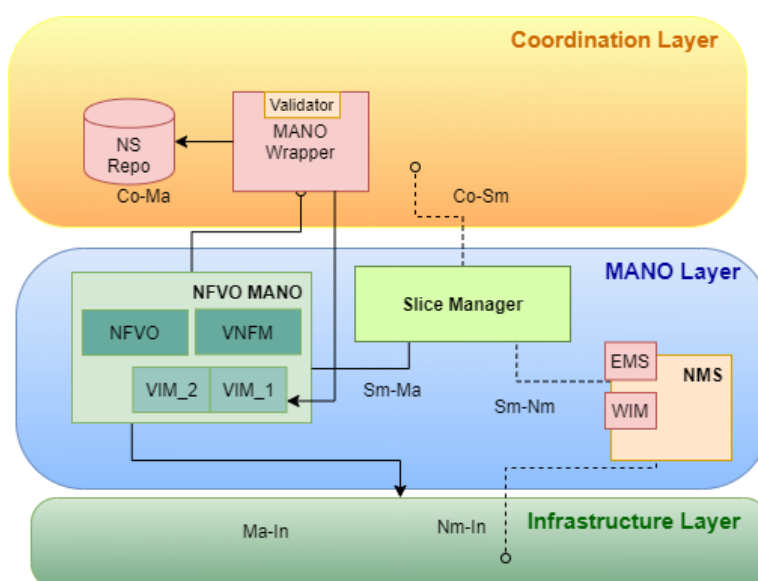 Coordination Layer
Validator
MANO
Wrapper
NS
Repo
Co-Ma
Co-Sm
MANO Layer
NFVO MANO
NFVO
VNFM
VIM_2
VIM_1
Slice Manager
Sm-Ma
Sm-Nm
EMS
NMS
WIM
Infrastructure Layer
Ma-In
Nm-In